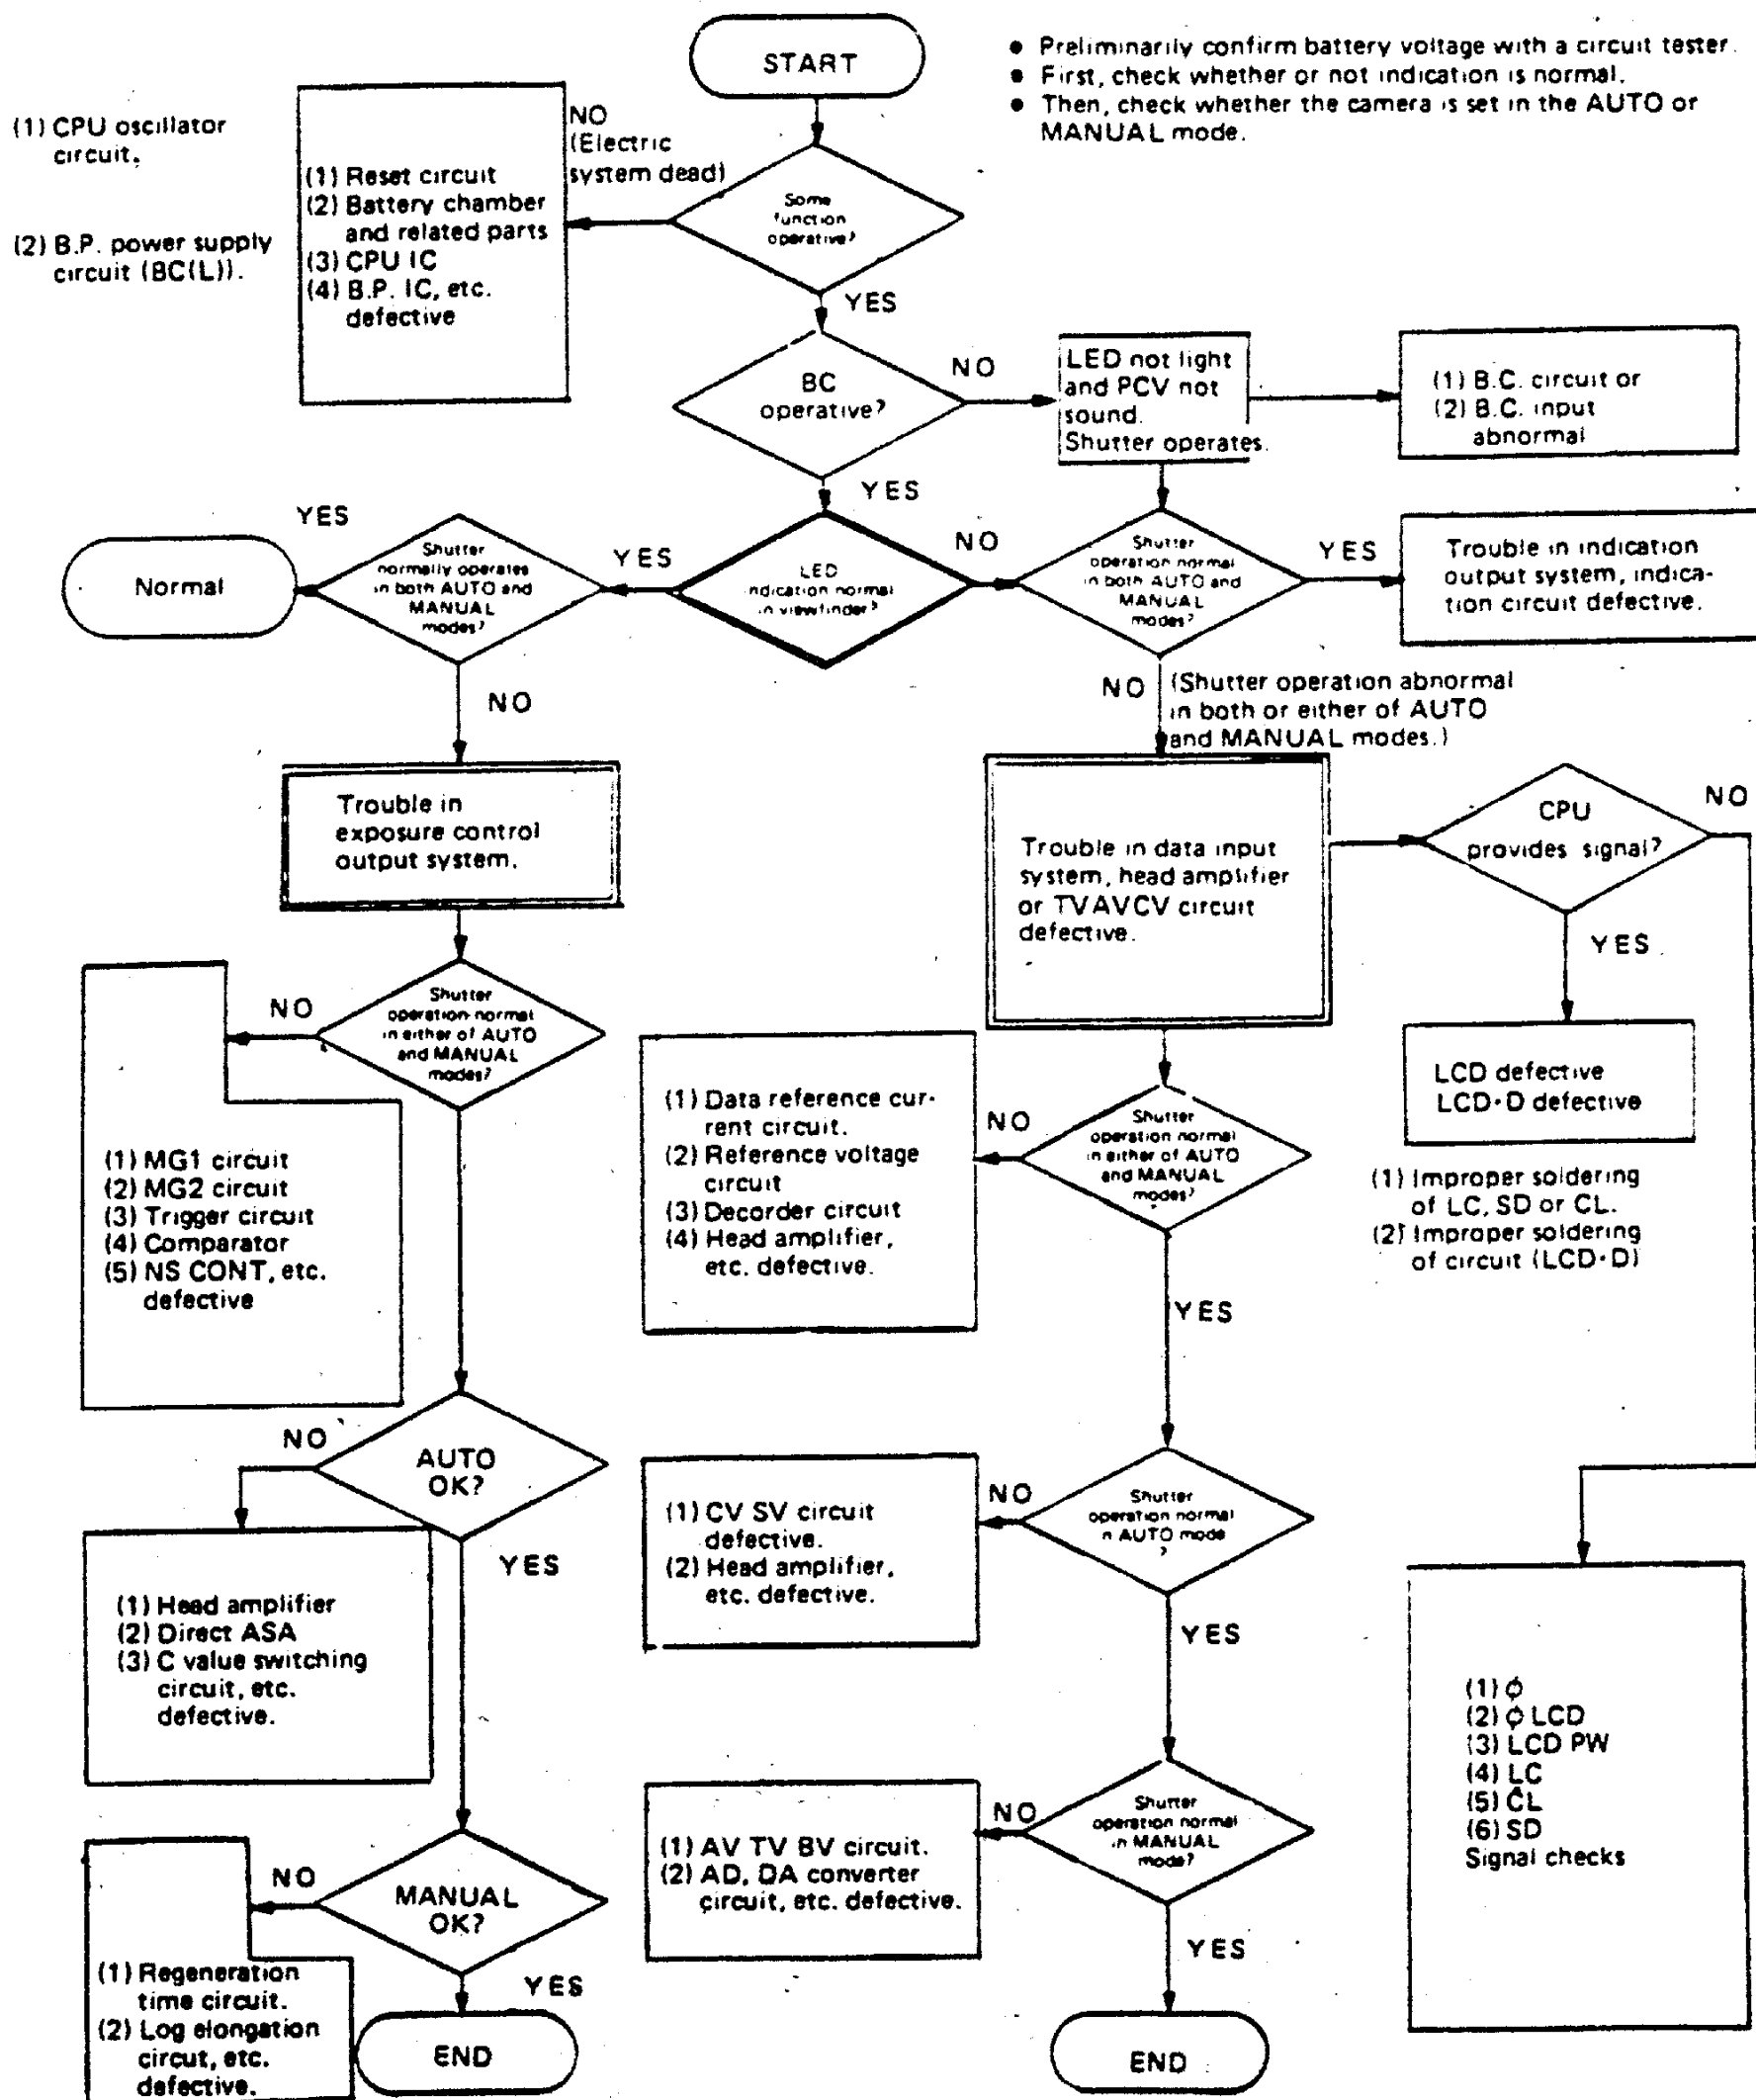 START
• Preliminarily confirm battery voltage with a circuit tester.
• First, check whether or not indication is normal.
• Then, check whether the camera is set in the AUTO or
MANUAL mode.
(1) CPU oscillator
circuit.
(2) B.P. power supply
circuit (BC(L)).
(1) Reset circuit
(2) Battery chamber
and related parts
(3) CPU IC
(4) B.P. IC, etc.
defective
NO
(Electric
system dead)
Some
function
operative?
YES
BC
operative?
NO
LED not light
and PCV not
sound.
Shutter operates.
(1) B.C. circuit or
(2) B.C. input
abnormal
YES
Normal
YES
Shutter
normally operates
in both AUTO and
MANUAL
modes?
YES
LED
indication normal
in viewfinder?
NO
Shutter
operation normal
in both AUTO and
MANUAL
modes?
YES
Trouble in indication
output system, indica-
tion circuit defective.
NO
NO
(Shutter operation abnormal
in both or either of AUTO
and MANUAL modes.)
Trouble in
exposure control
output system.
Trouble in data input
system, head amplifier
or TVAVCV circuit
defective.
CPU
provides signal?
NO
YES
LCD defective
LCD·D defective
(1) Improper soldering
of LC, SD or CL.
(2) Improper soldering
of circuit (LCD·D)
NO
Shutter
operation normal
in either of AUTO
and MANUAL
modes?
(1) MG1 circuit
(2) MG2 circuit
(3) Trigger circuit
(4) Comparator
(5) NS CONT, etc.
defective
(1) Data reference cur-
rent circuit.
(2) Reference voltage
circuit
(3) Decorder circuit
(4) Head amplifier,
etc. defective.
NO
Shutter
operation normal
in either of AUTO
and MANUAL
modes?
YES
NO
AUTO
OK?
YES
(1) Head amplifier
(2) Direct ASA
(3) C value switching
circuit, etc.
defective.
(1) CV SV circuit
defective.
(2) Head amplifier,
etc. defective.
NO
Shutter
operation normal
n AUTO mode
?
YES
(1) ϕ
(2) ϕ LCD
(3) LCD PW
(4) LC
(5) CL
(6) SD
Signal checks
NO
MANUAL
OK?
YES
(1) Regeneration
time circuit.
(2) Log elongation
circut, etc.
defective.
END
(1) AV TV BV circuit.
(2) AD, DA converter
circuit, etc. defective.
NO
Shutter
operation normal
in MANUAL
mode?
YES
END